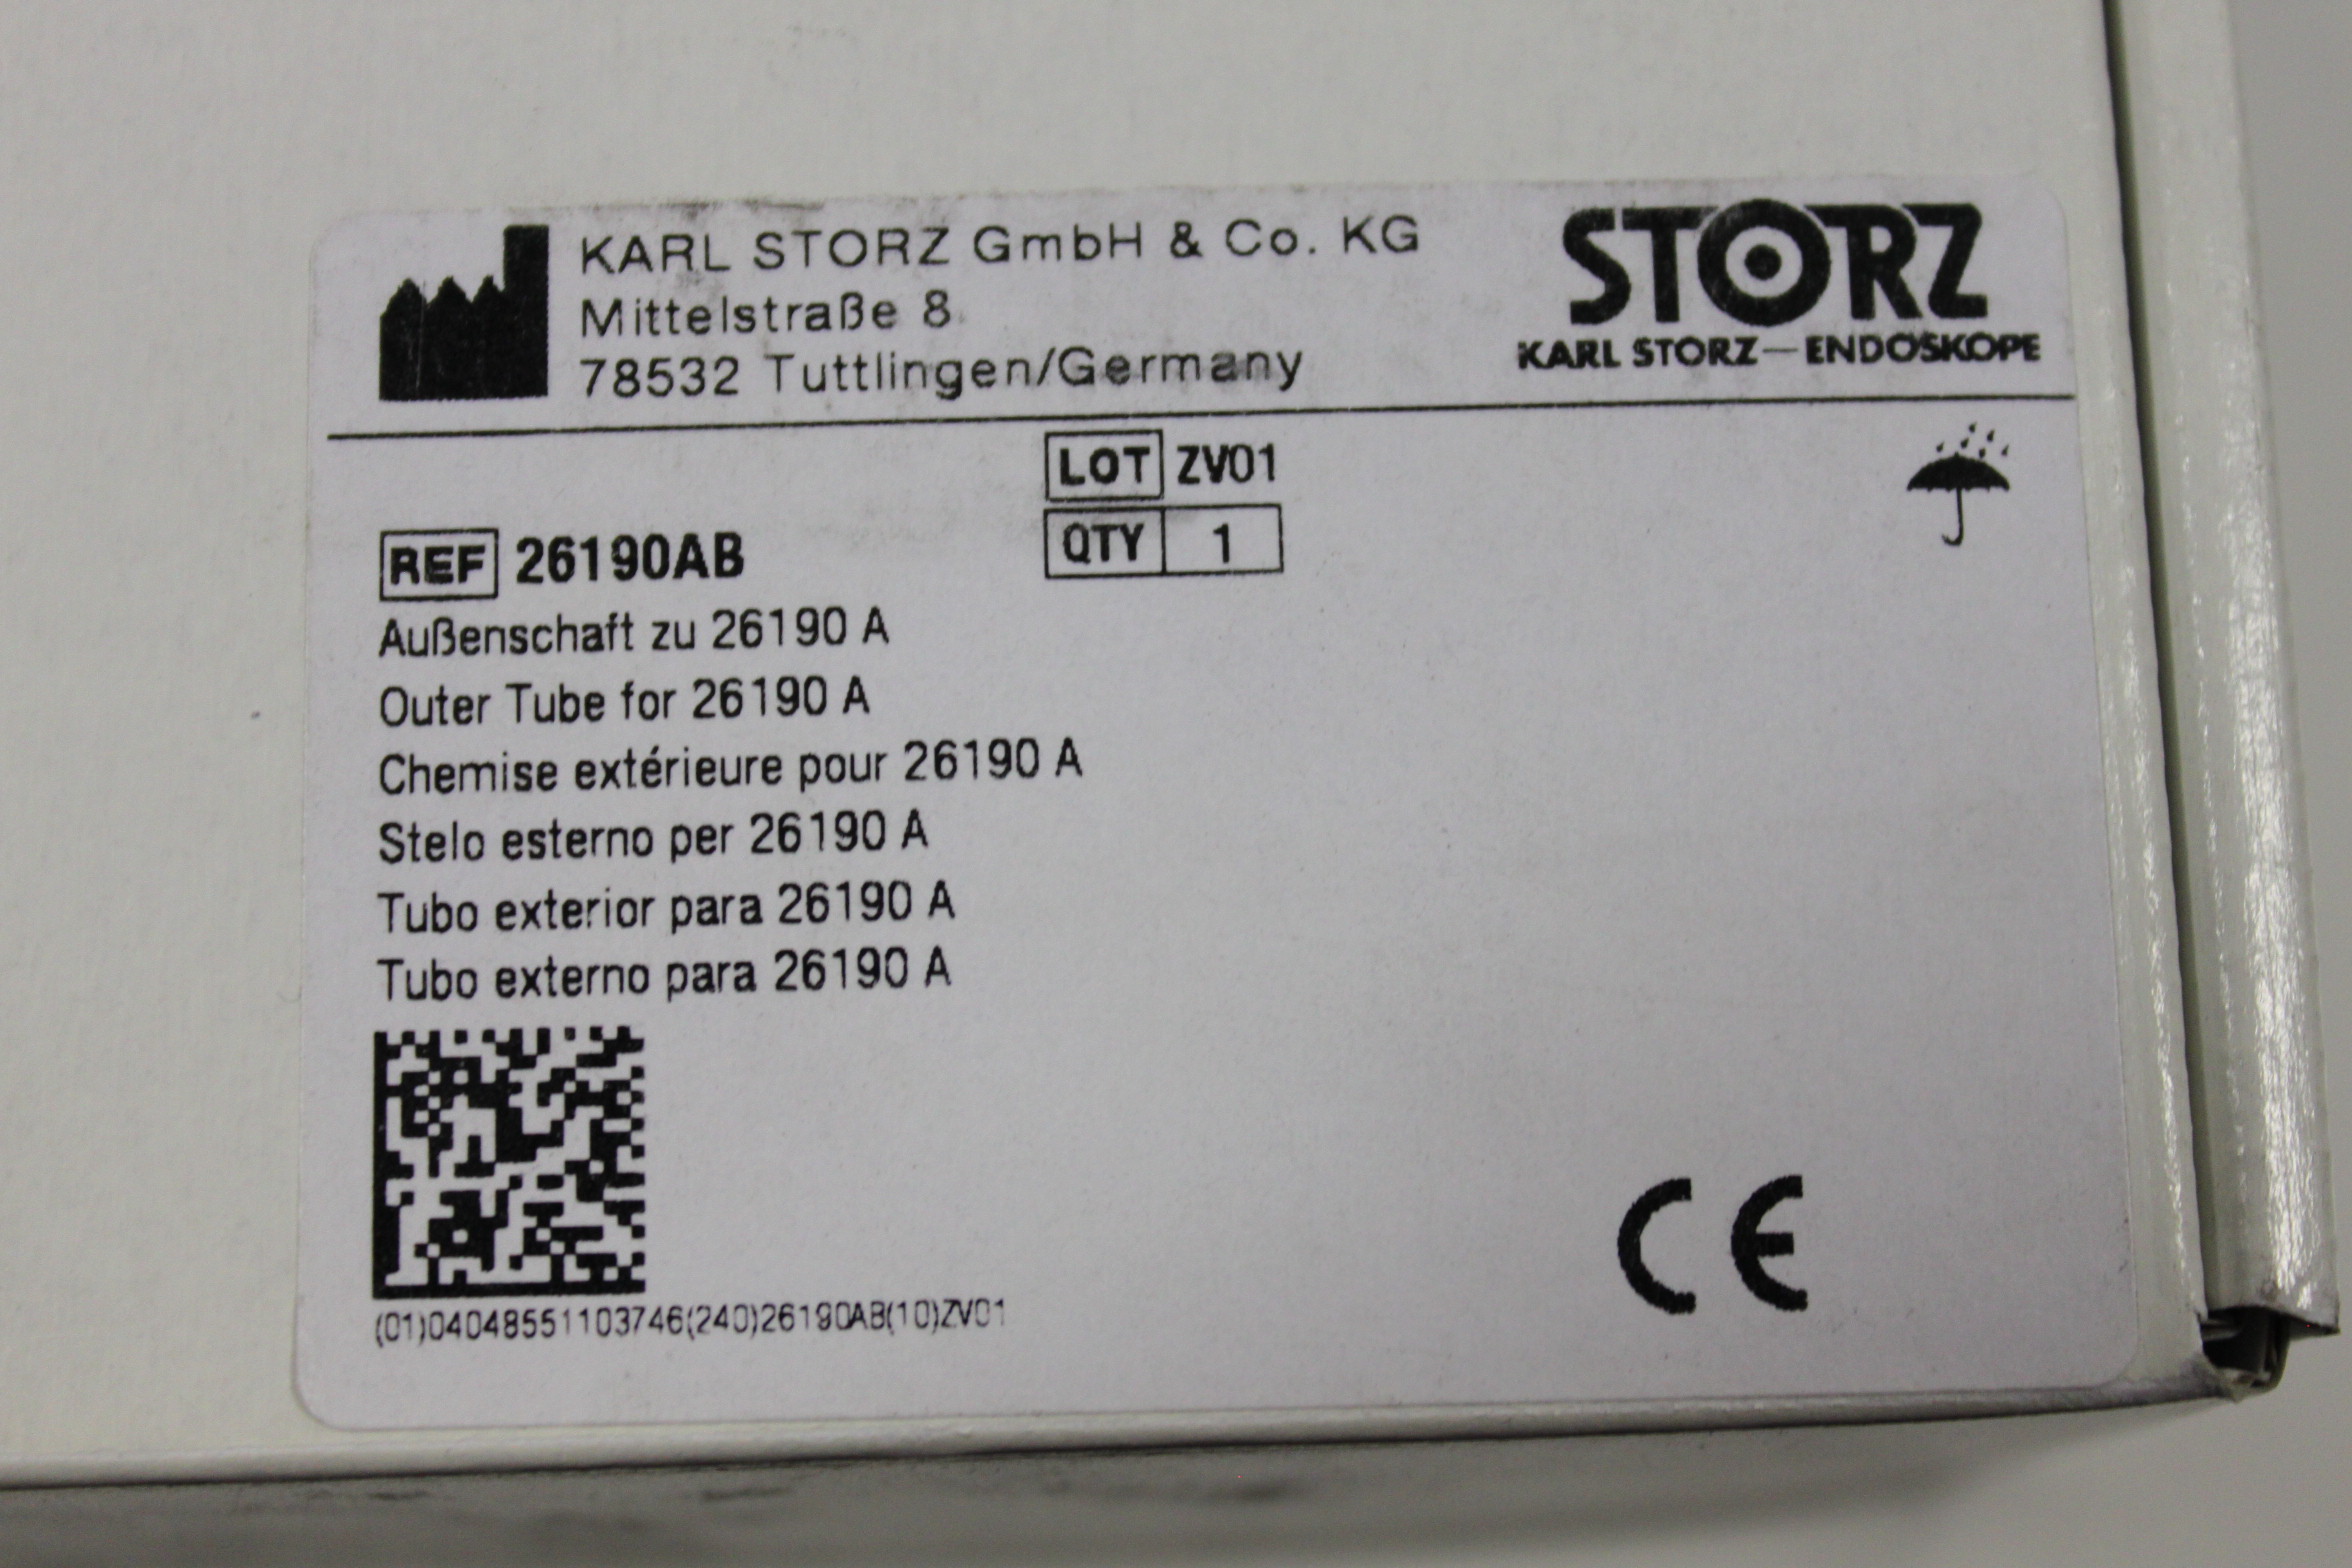 KARL STORZ GmbH & Co. KG
Mittelstraße 8
78532 Tuttlingen/Germany
STORZ
KARL STORZ—ENDOSKOPE
LOT ZV01
QTY 1
REF 26190AB
Außenschaft zu 26190 A
Outer Tube for 26190 A
Chemise extérieure pour 26190 A
Stelo esterno per 26190 A
Tubo exterior para 26190 A
Tubo externo para 26190 A
(01)04048551103746(240)26190AB(10)ZV01
CE